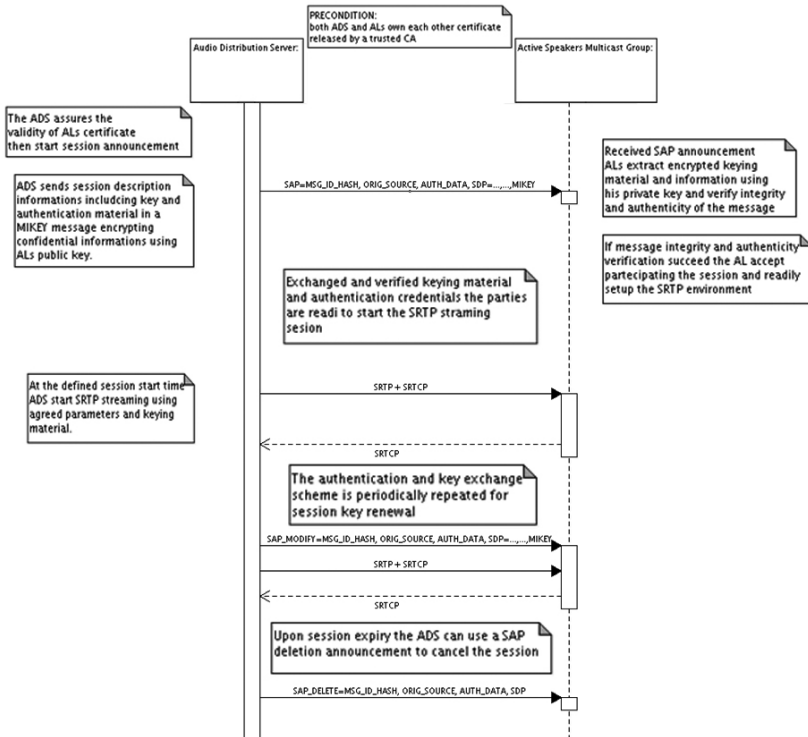 PRECONDITION:
both ADS and ALs own each other certificate
released by a trusted CA
Audio Distribution Server:
Active Speakers Multicast Group:
The ADS assures the
validity of ALs certificate
then start session announcement
Received SAP announcement
ALs extract encrypted keying
material and information using
his private key and verify integrity
and authenticity of the message
SAP=MSG_ID_HASH, ORIG_SOURCE, AUTH_DATA, SDP=...,...,MIKEY
ADS sends session description
informations includcing key and
authentication material in a
MIKEY message encrypting
confidential informations using
ALs public key.
If message integrity and authenticity
verification succeed the AL accept
partecipating the session and readily
setup the SRTP environment
Exchanged and verified keying material
and authentication credentials the parties
are readi to start the SRTP straming
sesion
At the defined session start time
ADS start SRTP streaming using
agreed parameters and keying
material.
SRTP + SRTCP
SRTCP
The authentication and key exchange
scheme is periodically repeated for
session key renewal
SAP_MODIFY=MSG_ID_HASH, ORIG_SOURCE, AUTH_DATA, SDP=...,...,MIKEY
SRTP + SRTCP
SRTCP
Upon session expiry the ADS can use a SAP
deletion announcement to cancel the session
SAP_DELETE=MSG_ID_HASH, ORIG_SOURCE, AUTH_DATA, SDP